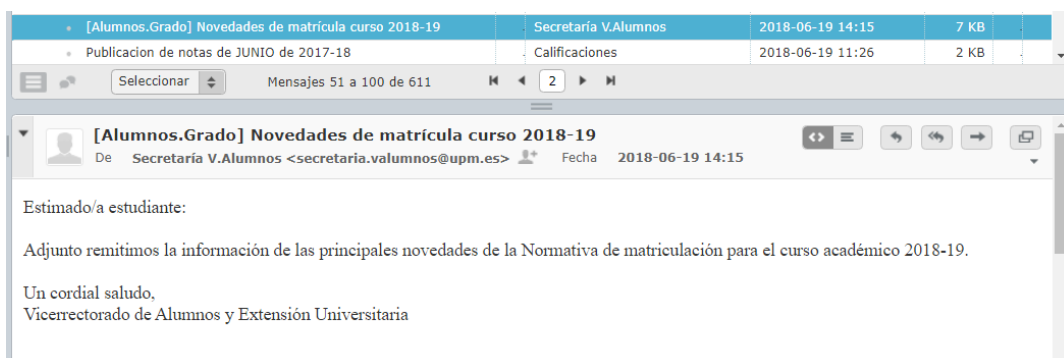 [Alumnos.Grado] Novedades de matrícula curso 2018-19 Secretaría V.Alumnos 2018-06-19 14:15 7 KB
Publicacion de notas de JUNIO de 2017-18 Calificaciones 2018-06-19 11:26 2 KB
Seleccionar Mensajes 51 a 100 de 611 2
[Alumnos.Grado] Novedades de matrícula curso 2018-19
De Secretaría V.Alumnos <secretaria.valumnos@upm.es> Fecha 2018-06-19 14:15
Estimado/a estudiante:
Adjunto remitimos la información de las principales novedades de la Normativa de matriculación para el curso académico 2018-19.
Un cordial saludo,
Vicerrectorado de Alumnos y Extensión Universitaria